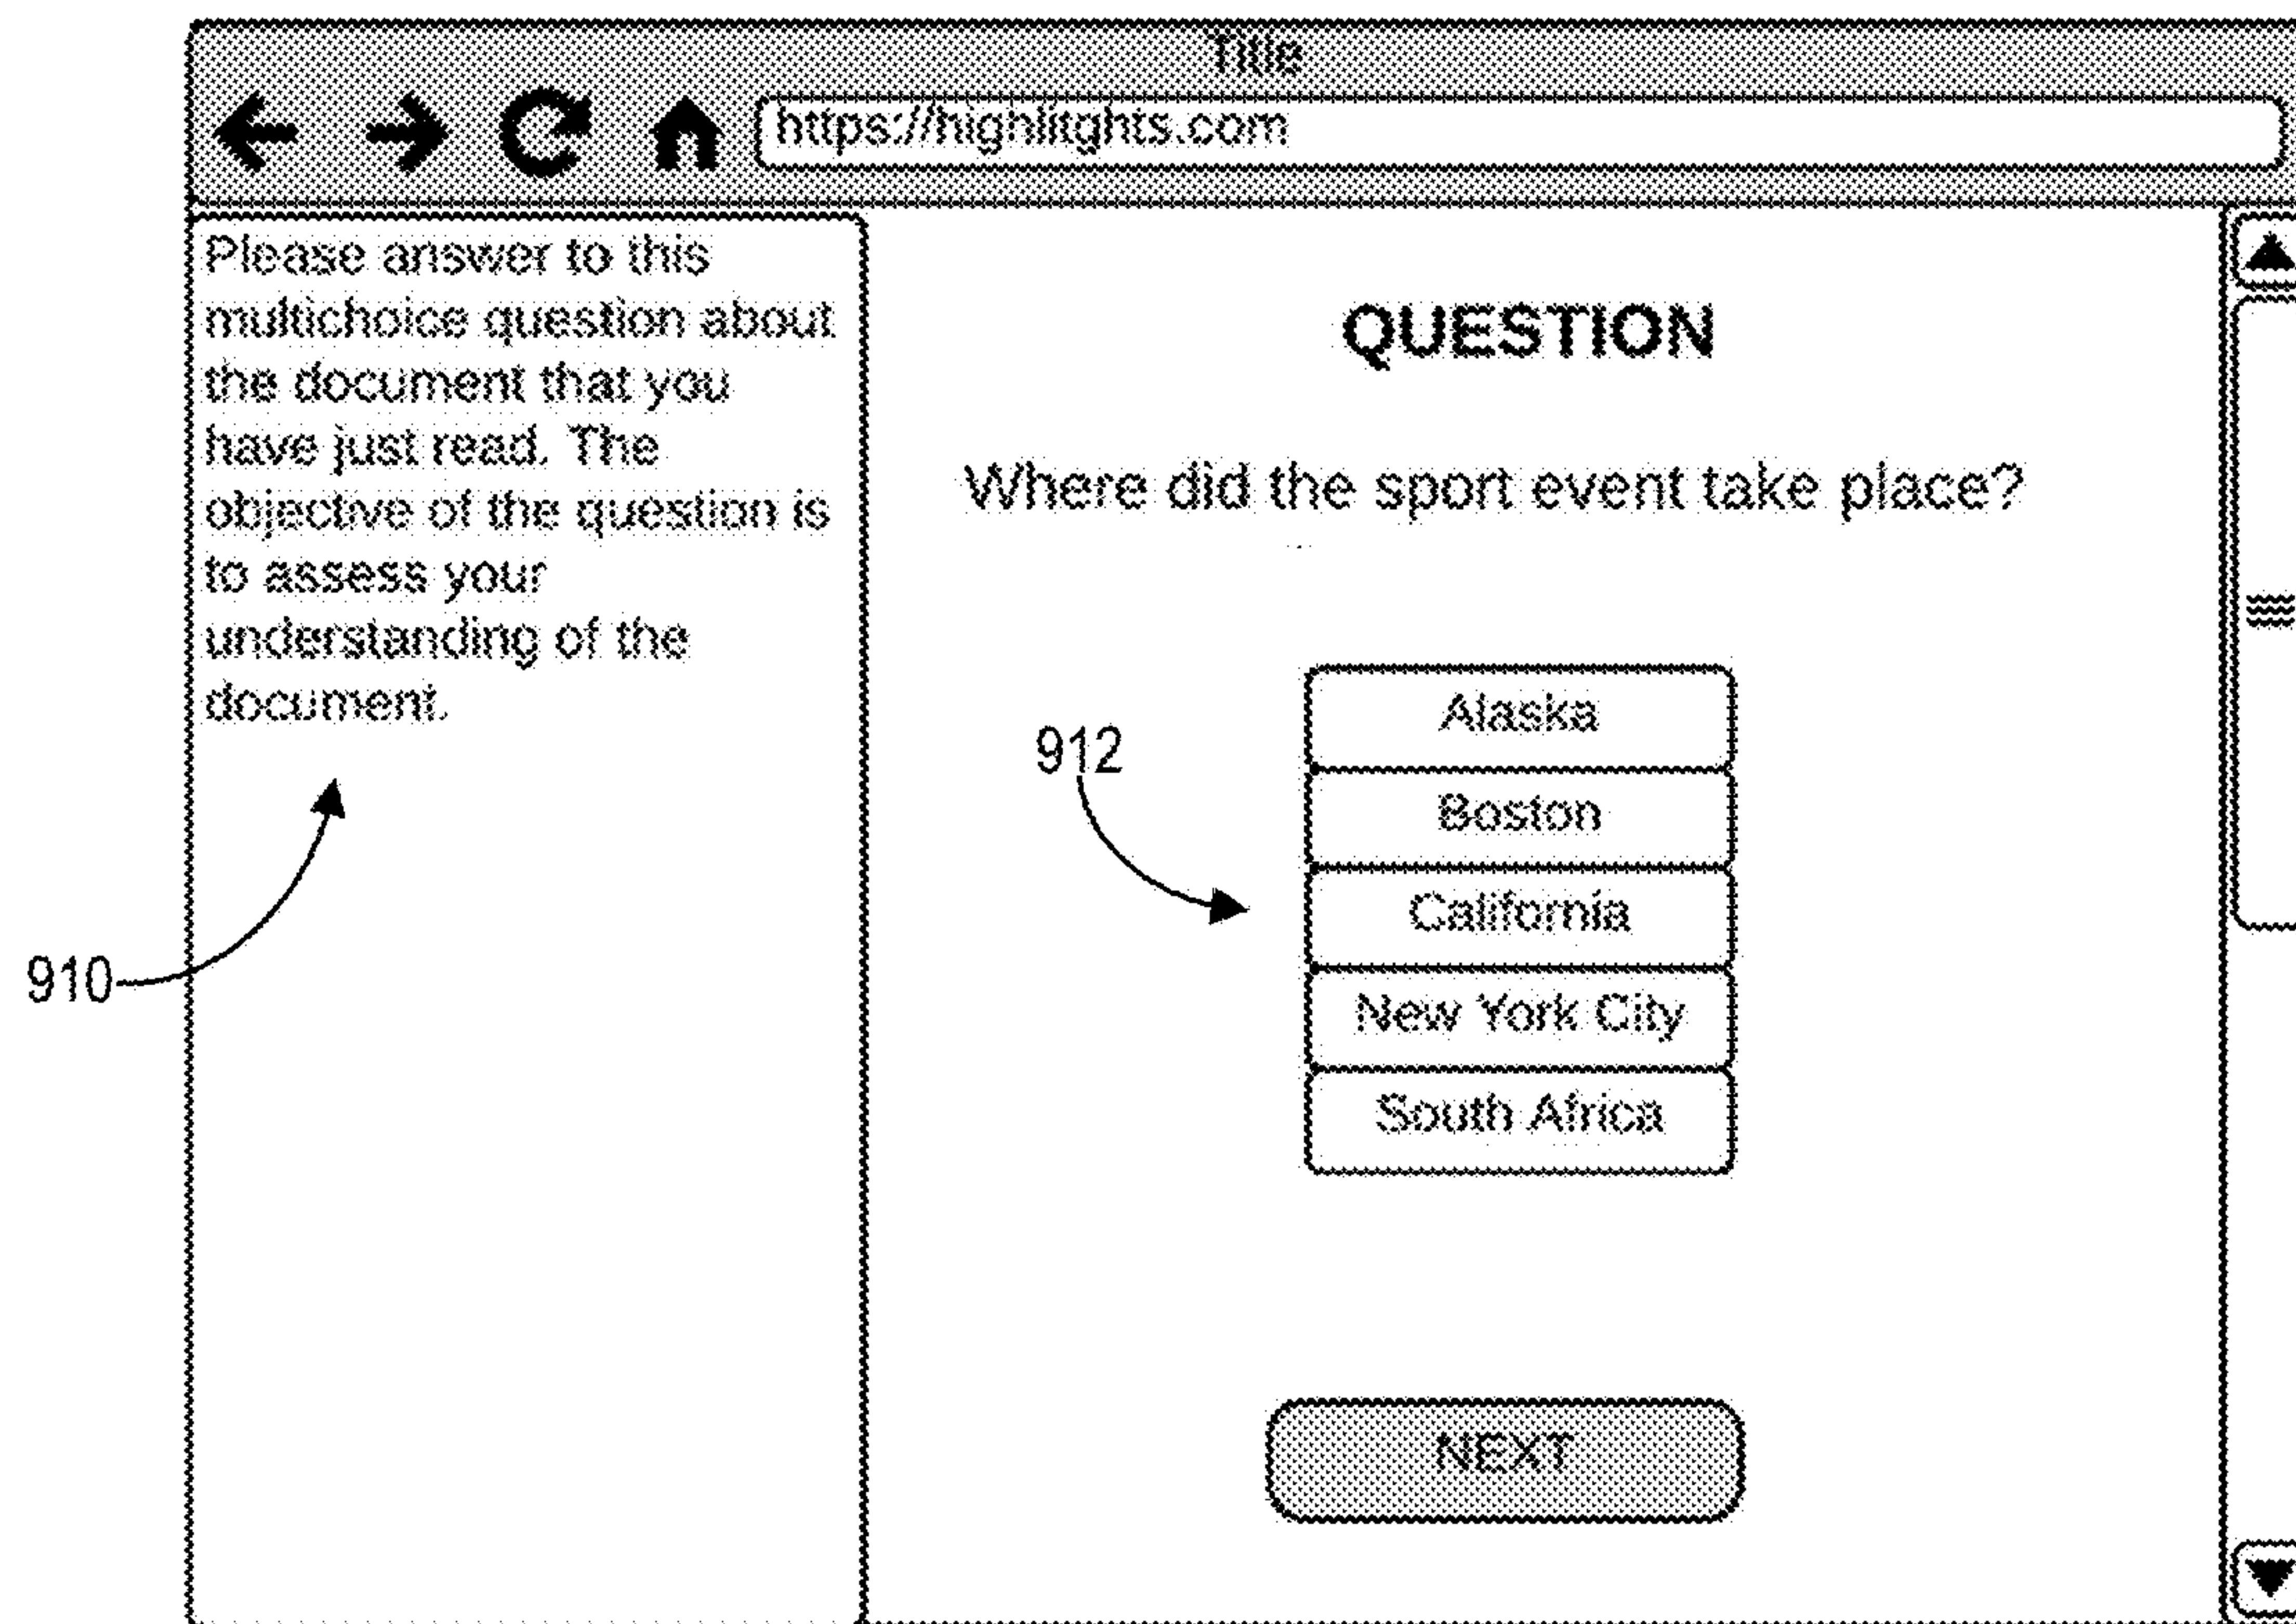 Title
https://highlitghts.com
Please answer to this
multichoice question about
the document that you
have just read. The
objective of the question is
to assess your
understanding of the
document.
910
QUESTION
Where did the sport event take place?
912
Alaska
Boston
California
New York City
South Africa
NEXT